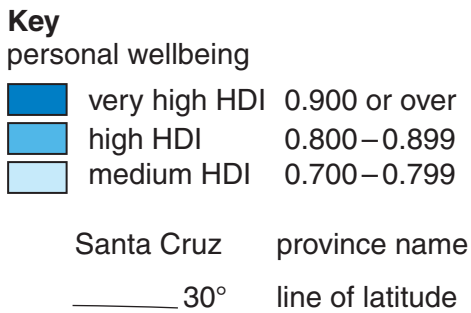 Key
personal wellbeing
very high HDI 0.900 or over
high HDI 0.800–0.899
medium HDI 0.700–0.799
Santa Cruz province name
30° line of latitude